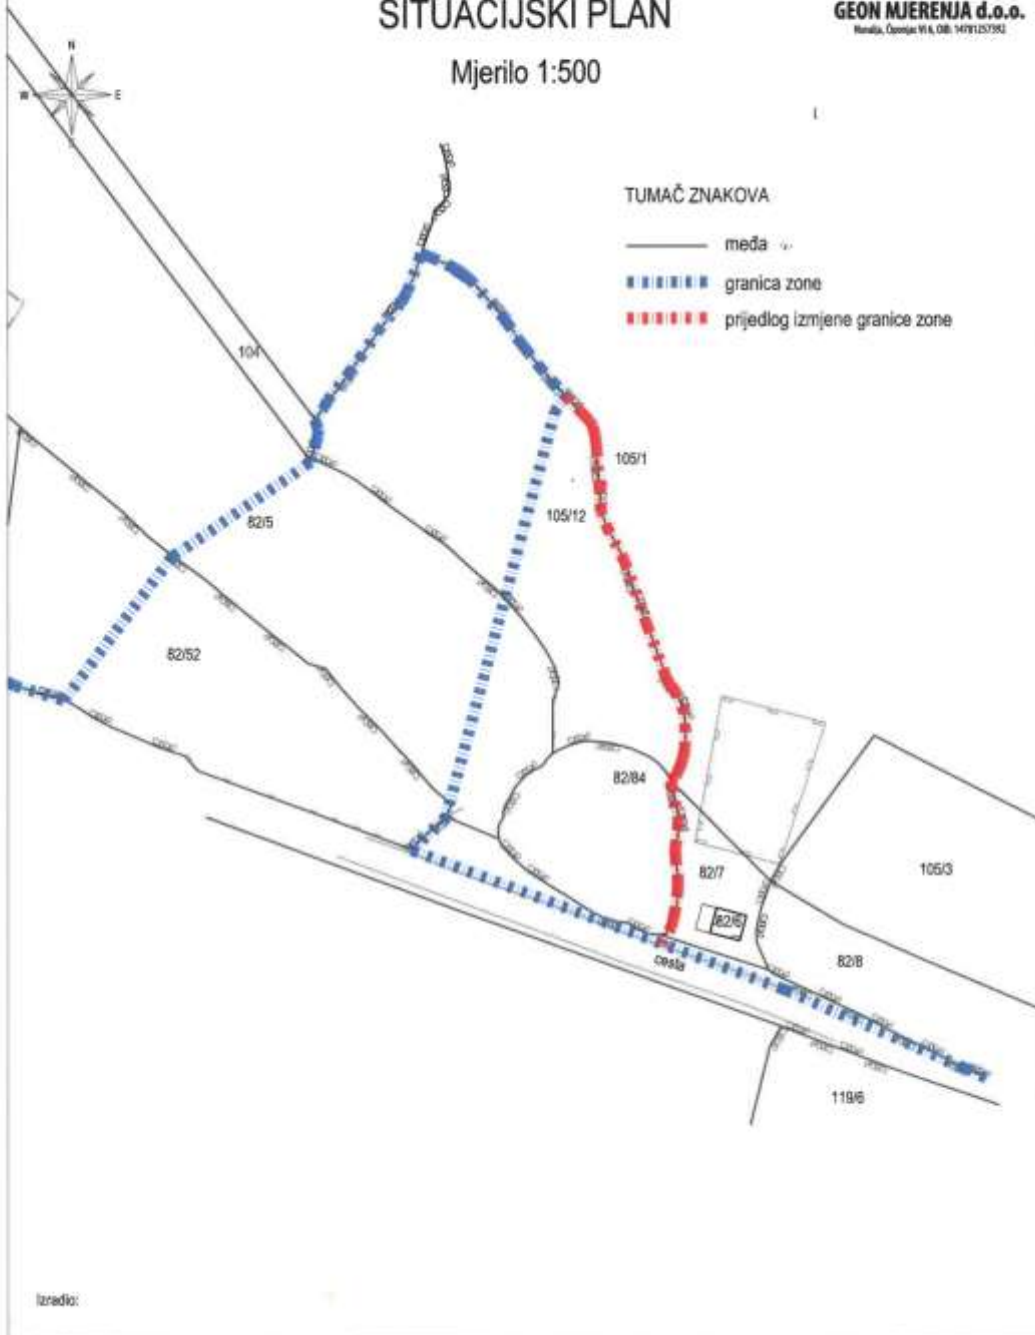 SITUACIJSKI PLAN
GEON MJERENJA d.o.o.
Mjerilo 1:500
N
W
E
TUMAČ ZNAKOVA
međa
granica zone
prijedlog izmjene granice zone
104
105/1
82/5
105/12
82/52
82/84
82/7
105/3
82/6
82/8
cesta
119/6
Izradio: